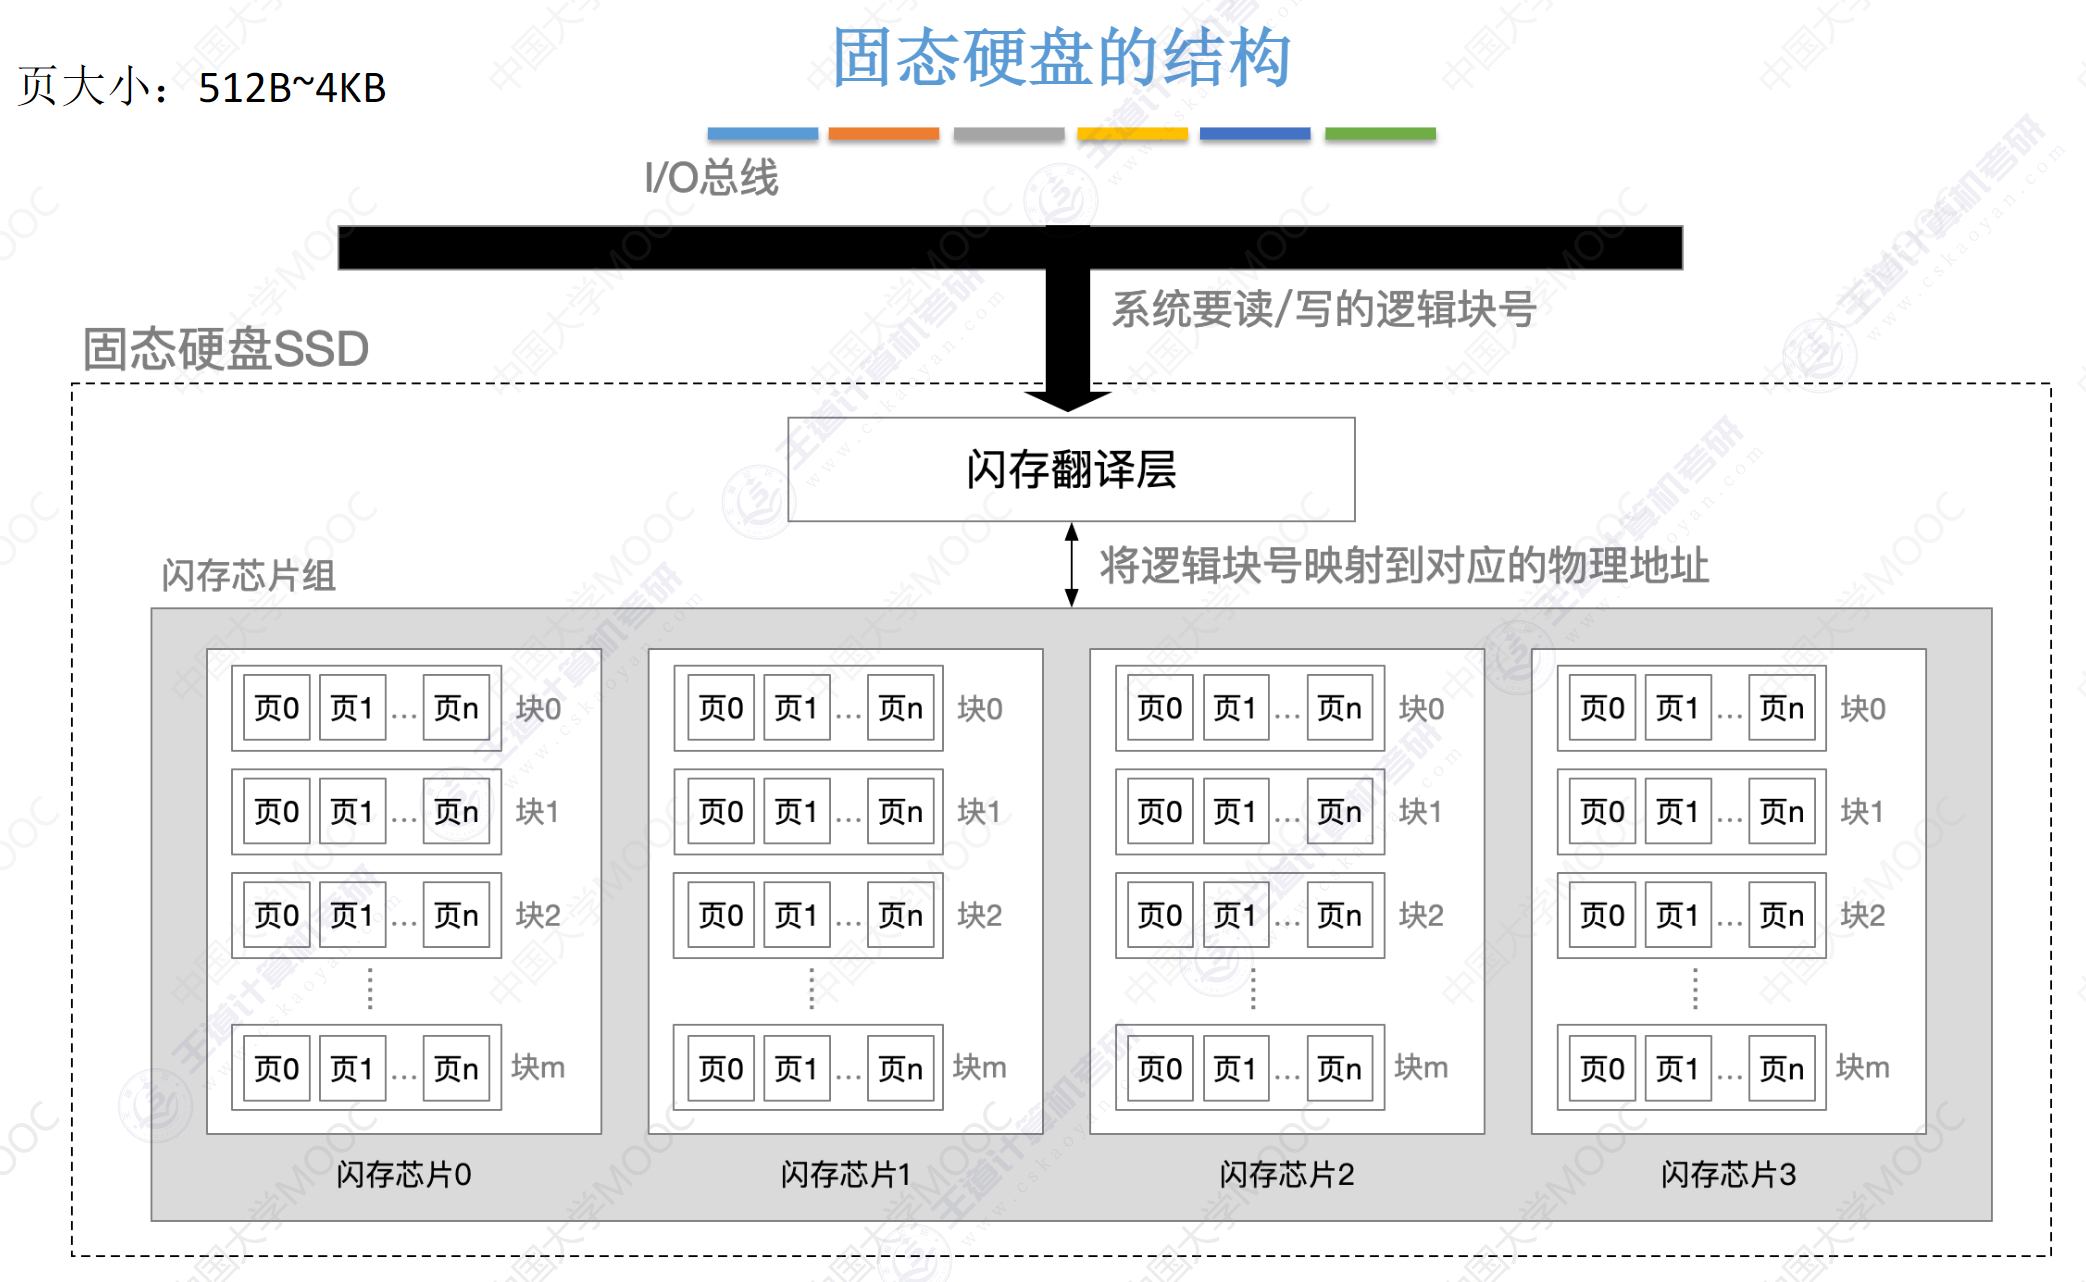 固态硬盘的结构
页大小：512B~4KB
I/O总线
系统要读/写的逻辑块号
固态硬盘SSD
闪存翻译层
将逻辑块号映射到对应的物理地址
闪存芯片组
页0 页1 … 页n 块0
页0 页1 … 页n 块1
页0 页1 … 页n 块2
页0 页1 … 页n 块m
闪存芯片0
页0 页1 … 页n 块0
页0 页1 … 页n 块1
页0 页1 … 页n 块2
页0 页1 … 页n 块m
闪存芯片1
页0 页1 … 页n 块0
页0 页1 … 页n 块1
页0 页1 … 页n 块2
页0 页1 … 页n 块m
闪存芯片2
页0 页1 … 页n 块0
页0 页1 … 页n 块1
页0 页1 … 页n 块2
页0 页1 … 页n 块m
闪存芯片3
中国大学MOOC
王道计算机考研
www.cskaoyan.com